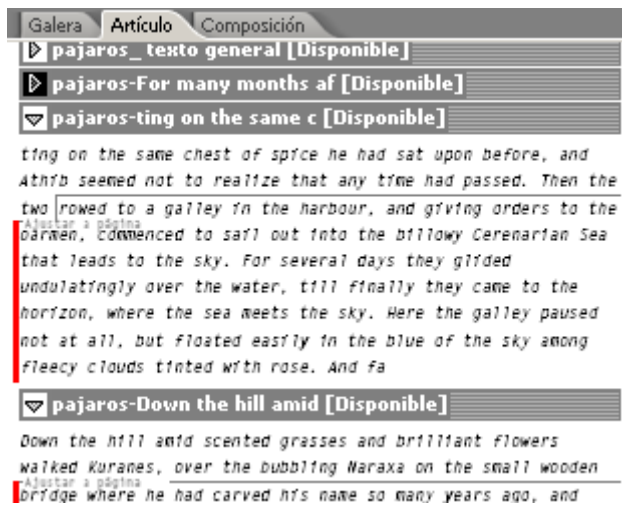 Galera Artículo Composición
pajaros_ texto general [Disponible]
pajaros-For many months af [Disponible]
pajaros-ting on the same c [Disponible]
ting on the same chest of spice he had sat upon before, and
Athib seemed not to realize that any time had passed. Then the
two rowed to a galley in the harbour, and giving orders to the
Ajustar a página
oarmen, commenced to sail out into the billowy Cerenarian Sea
that leads to the sky. For several days they glided
undulatingly over the water, till finally they came to the
horizon, where the sea meets the sky. Here the galley paused
not at all, but floated easily in the blue of the sky among
fleecy clouds tinted with rose. And fa
pajaros-Down the hill amid [Disponible]
Down the hill amid scented grasses and brilliant flowers
walked Kuranes, over the bubbling Naraxa on the small wooden
Ajustar a página
bridge where he had carved his name so many years ago, and